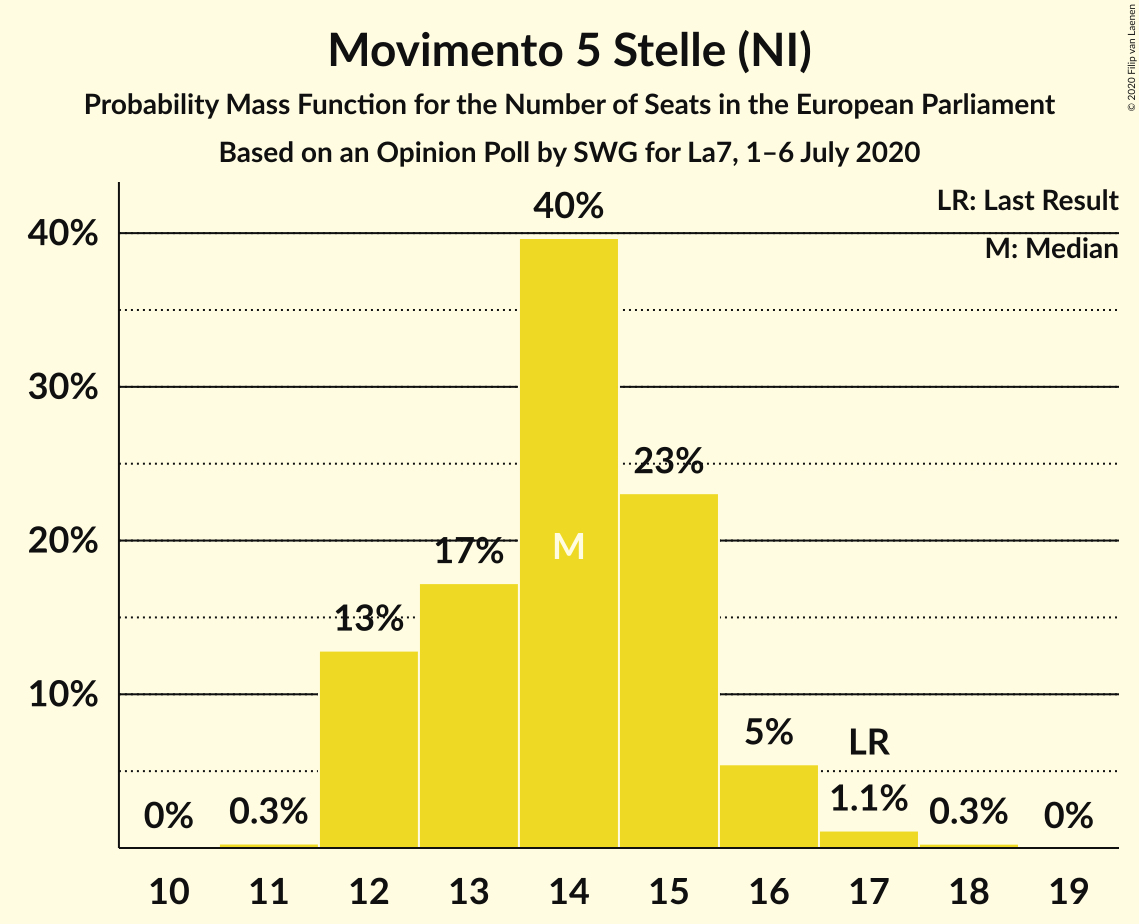 Movimento 5 Stelle (NI)
Probability Mass Function for the Number of Seats in the European Parliament
Based on an Opinion Poll by SWG for La7, 1–6 July 2020
© 2020 Filip van Laenen
LR: Last Result
M: Median
40%
30%
20%
10%
0%
0.3%
13%
17%
40%
M
23%
5%
LR
1.1%
0.3%
0%
10 11 12 13 14 15 16 17 18 19